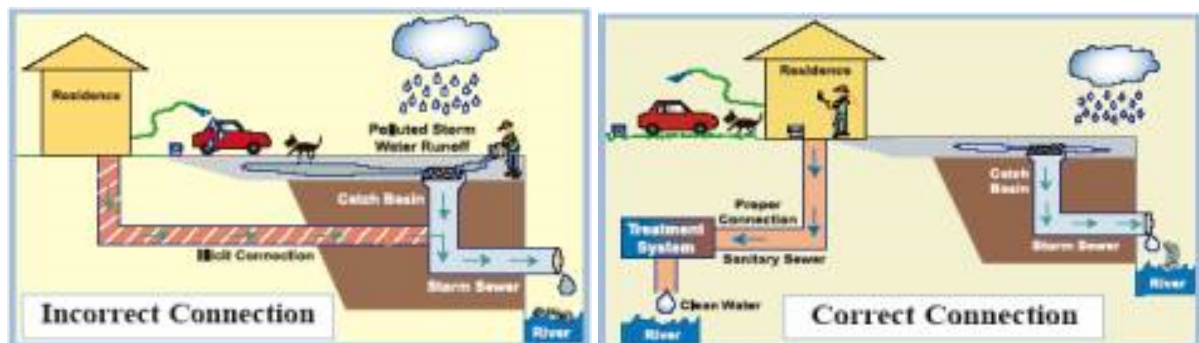 Residence
Polluted Storm
Water Runoff
Catch Basin
Illicit Connection
Storm Sewer
River
Incorrect Connection
Residence
Catch
Basin
Proper
Connection
Treatment
System
Sanitary Sewer
Storm Sewer
River
Clean Water
River
Correct Connection